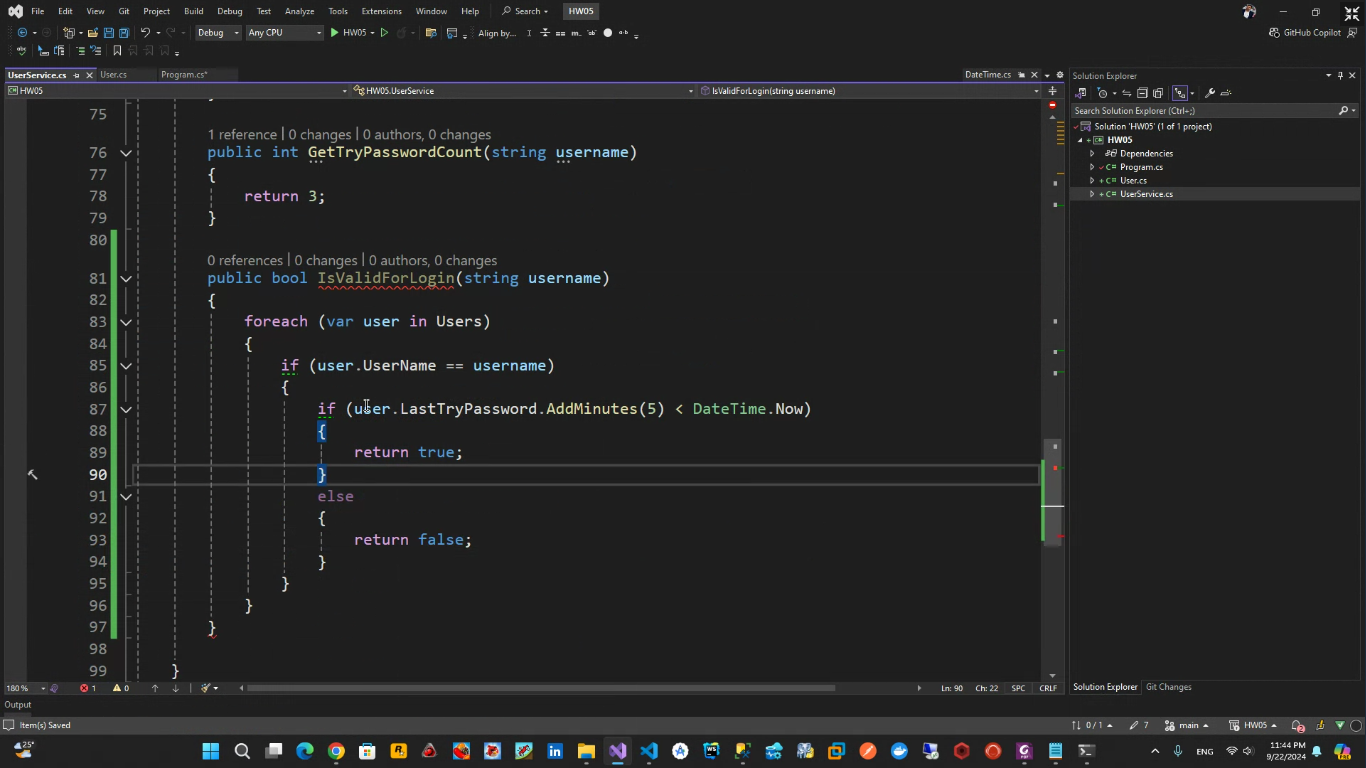 File Edit View Git Project Build Debug Test Analyze Tools Extensions Window Help Search HW05
Debug Any CPU HW05 Align by... GitHub Copilot
UserService.cs User.cs Program.cs* DateTime.cs
HW05 HW05.UserService IsValidForLogin(string username)
75
1 reference | 0 changes | 0 authors, 0 changes
76 public int GetTryPasswordCount(string username)
77 {
78 return 3;
79 }
80
0 references | 0 changes | 0 authors, 0 changes
81 public bool IsValidForLogin(string username)
82 {
83 foreach (var user in Users)
84 {
85 if (user.UserName == username)
86 {
87 if (user.LastTryPassword.AddMinutes(5) < DateTime.Now)
88 {
89 return true;
90 }
91 else
92 {
93 return false;
94 }
95 }
96 }
97 }
98
99 }
180 % 1 0 Ln: 90 Ch: 22 SPC CRLF
Output
Item(s) Saved
Solution Explorer
Search Solution Explorer (Ctrl+;)
Solution 'HW05' (1 of 1 project)
HW05
Dependencies
Program.cs
User.cs
UserService.cs
Solution Explorer Git Changes
0 / 1 7 main HW05
25°
ENG 11:44 PM
9/22/2024